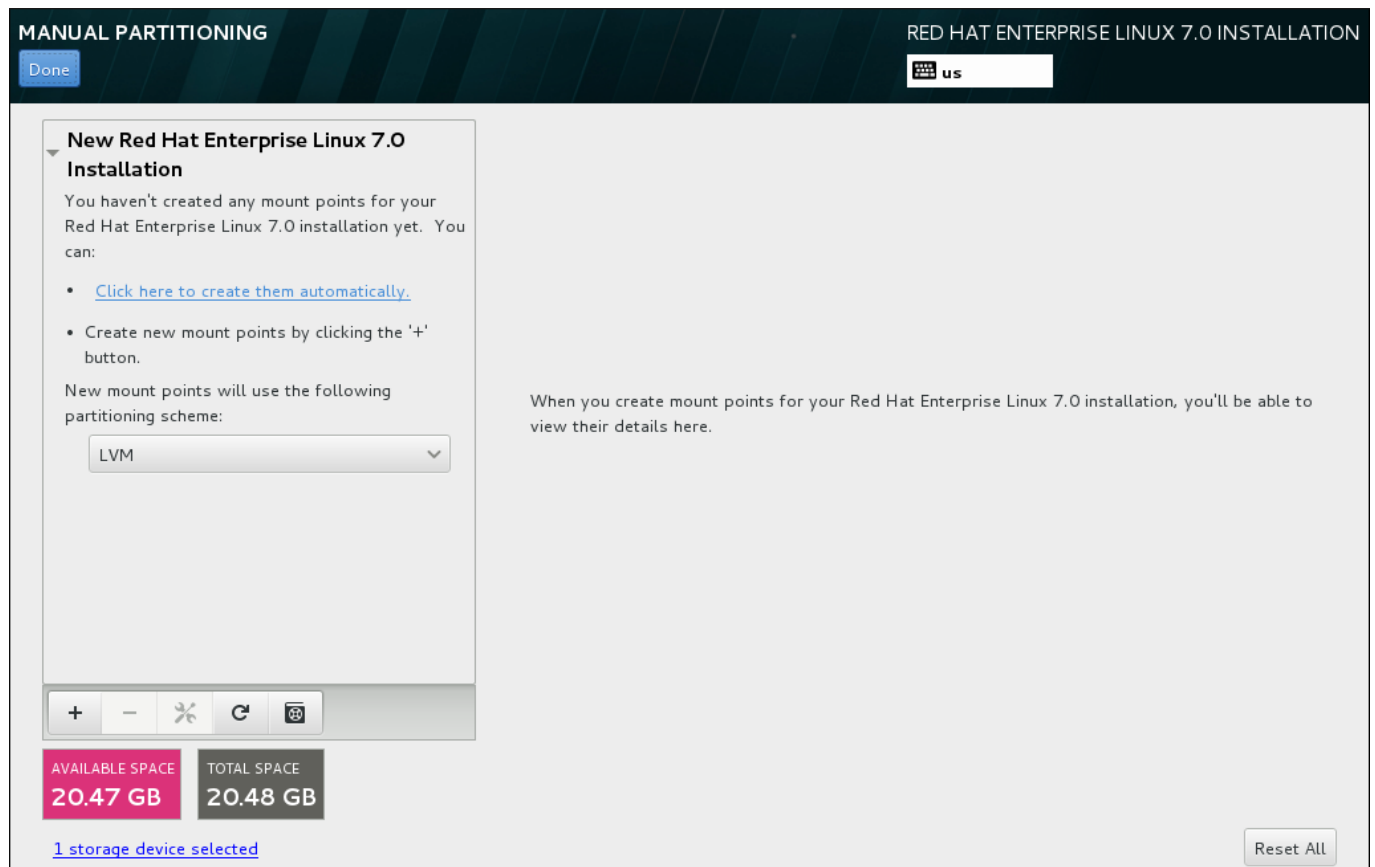 MANUAL PARTITIONING
RED HAT ENTERPRISE LINUX 7.0 INSTALLATION
Done
us
New Red Hat Enterprise Linux 7.0
Installation
You haven't created any mount points for your
Red Hat Enterprise Linux 7.0 installation yet.  You
can:
• Click here to create them automatically.
• Create new mount points by clicking the '+'
button.
New mount points will use the following
partitioning scheme:
LVM
When you create mount points for your Red Hat Enterprise Linux 7.0 installation, you'll be able to
view their details here.
+ −
AVAILABLE SPACE
20.47 GB
TOTAL SPACE
20.48 GB
1 storage device selected
Reset All